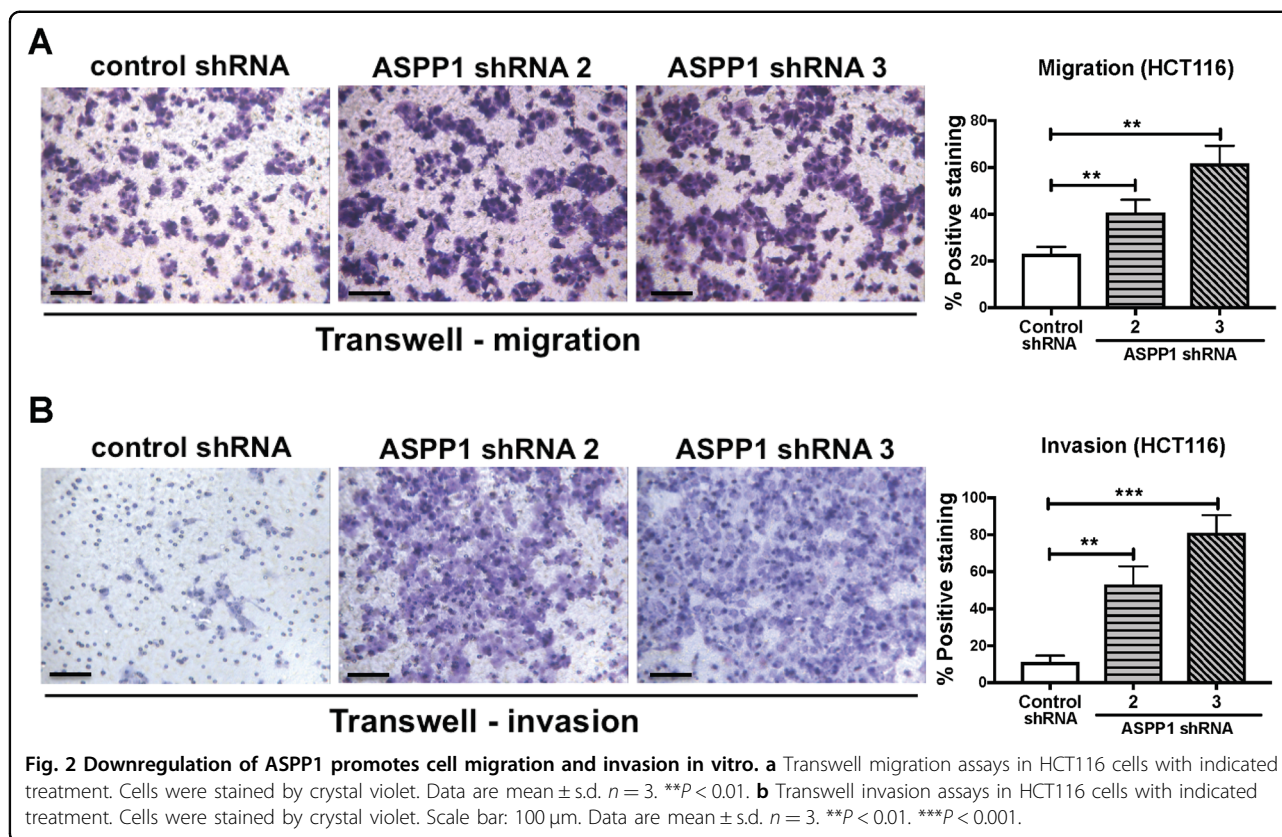 A
control shRNA
ASPP1 shRNA 2
ASPP1 shRNA 3
Transwell - migration
Migration (HCT116)
% Positive staining
80
60
40
20
0
**
**
Control
shRNA
2
3
ASPP1 shRNA
B
control shRNA
ASPP1 shRNA 2
ASPP1 shRNA 3
Transwell - invasion
Invasion (HCT116)
% Positive staining
100
80
60
40
20
0
***
**
Control
shRNA
2
3
ASPP1 shRNA
Fig. 2 Downregulation of ASPP1 promotes cell migration and invasion in vitro. a Transwell migration assays in HCT116 cells with indicated
treatment. Cells were stained by crystal violet. Data are mean ± s.d. n = 3. **P < 0.01. b Transwell invasion assays in HCT116 cells with indicated
treatment. Cells were stained by crystal violet. Scale bar: 100 μm. Data are mean ± s.d. n = 3. **P < 0.01. ***P < 0.001.